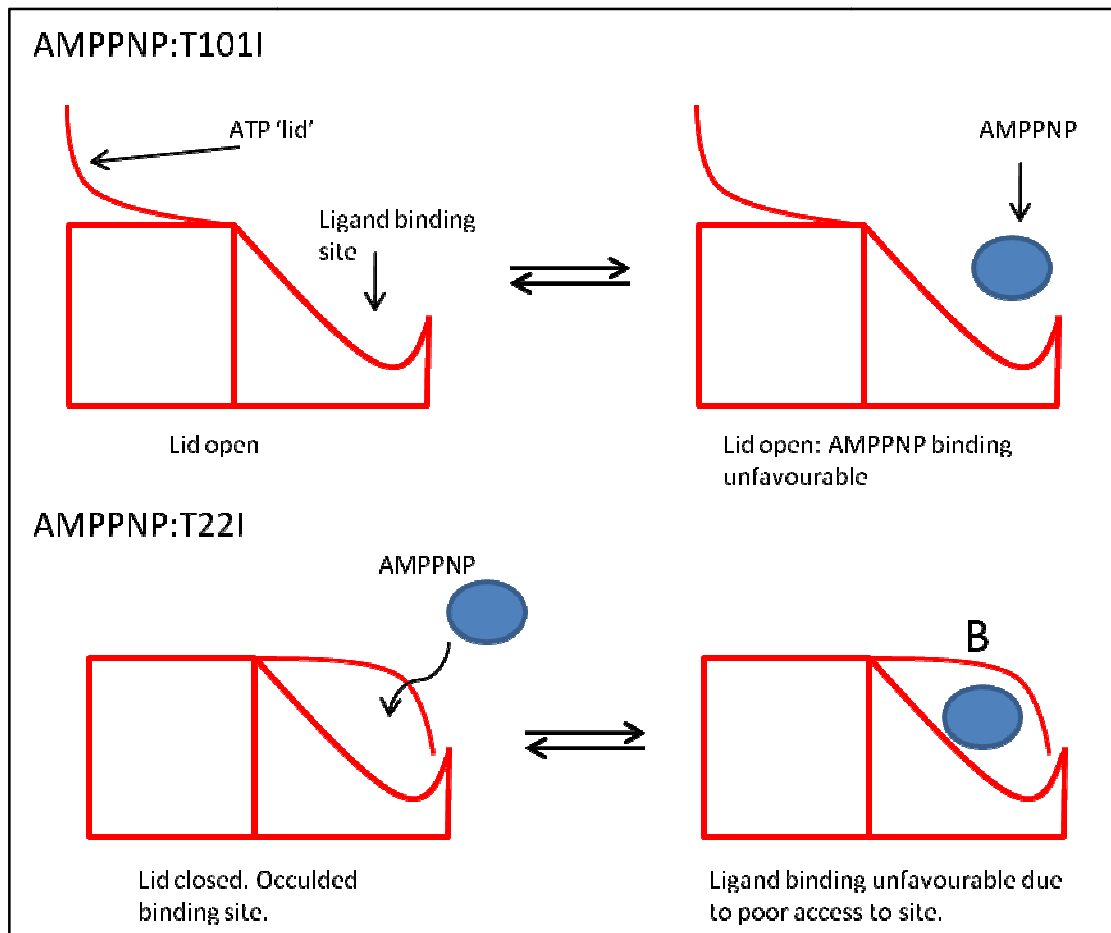 AMPPNP:T101I
ATP 'lid'
AMPPNP
Ligand binding
site
Lid open
Lid open: AMPPNP binding
unfavourable
AMPPNP:T22I
AMPPNP
B
Lid closed. Occulded
binding site.
Ligand binding unfavourable due
to poor access to site.